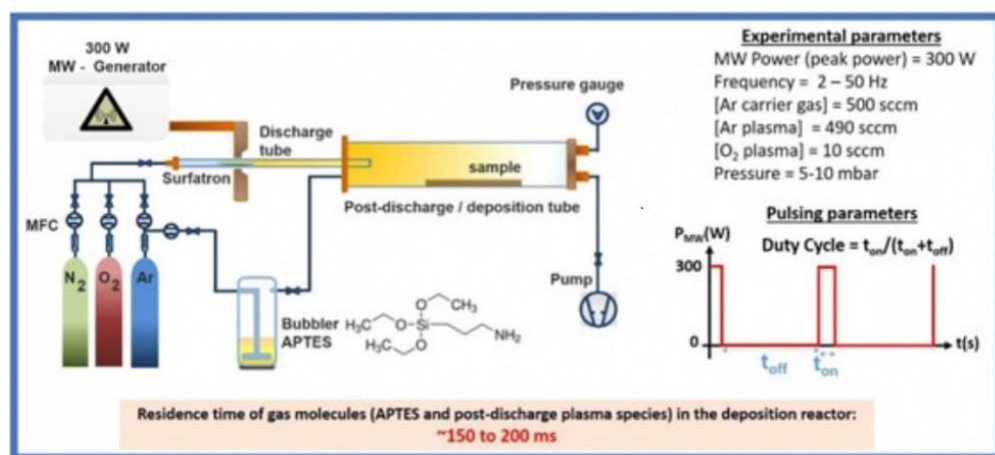 300 W
MW - Generator
Discharge
tube
Surfatron
MFC
N2
O2
Ar
Bubbler
APTES
H3C
O
CH3
H3C
O
Si
NH2
H3C
O
Pressure gauge
sample
Post-discharge / deposition tube
Pump
Experimental parameters
MW Power (peak power) = 300 W
Frequency = 2 – 50 Hz
[Ar carrier gas] = 500 sccm
[Ar plasma] = 490 sccm
[O2 plasma] = 10 sccm
Pressure = 5-10 mbar
Pulsing parameters
PMW(W)
Duty Cycle = ton/(ton+toff)
300
0
t(s)
toff
ton
Residence time of gas molecules (APTES and post-discharge plasma species) in the deposition reactor:
~150 to 200 ms